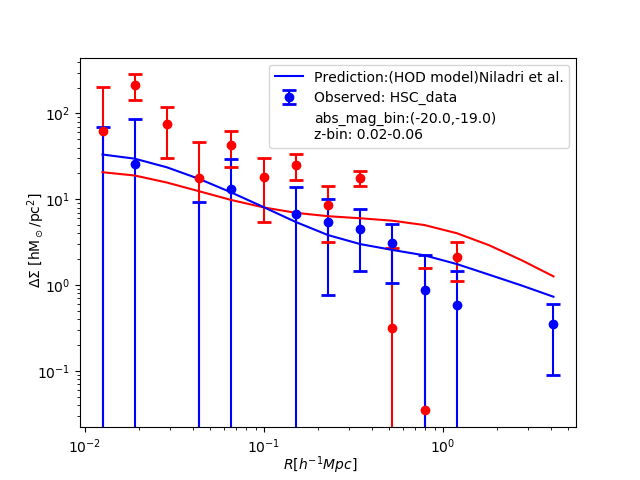 Prediction:(HOD model)Niladri et al.
Observed: HSC_data
abs_mag_bin:(-20.0,-19.0)
z-bin: 0.02-0.06
ΔΣ [hM⊙/pc²]
10²
10¹
10⁰
10⁻¹
10⁻²
10⁻¹
10⁰
R[h⁻¹Mpc]